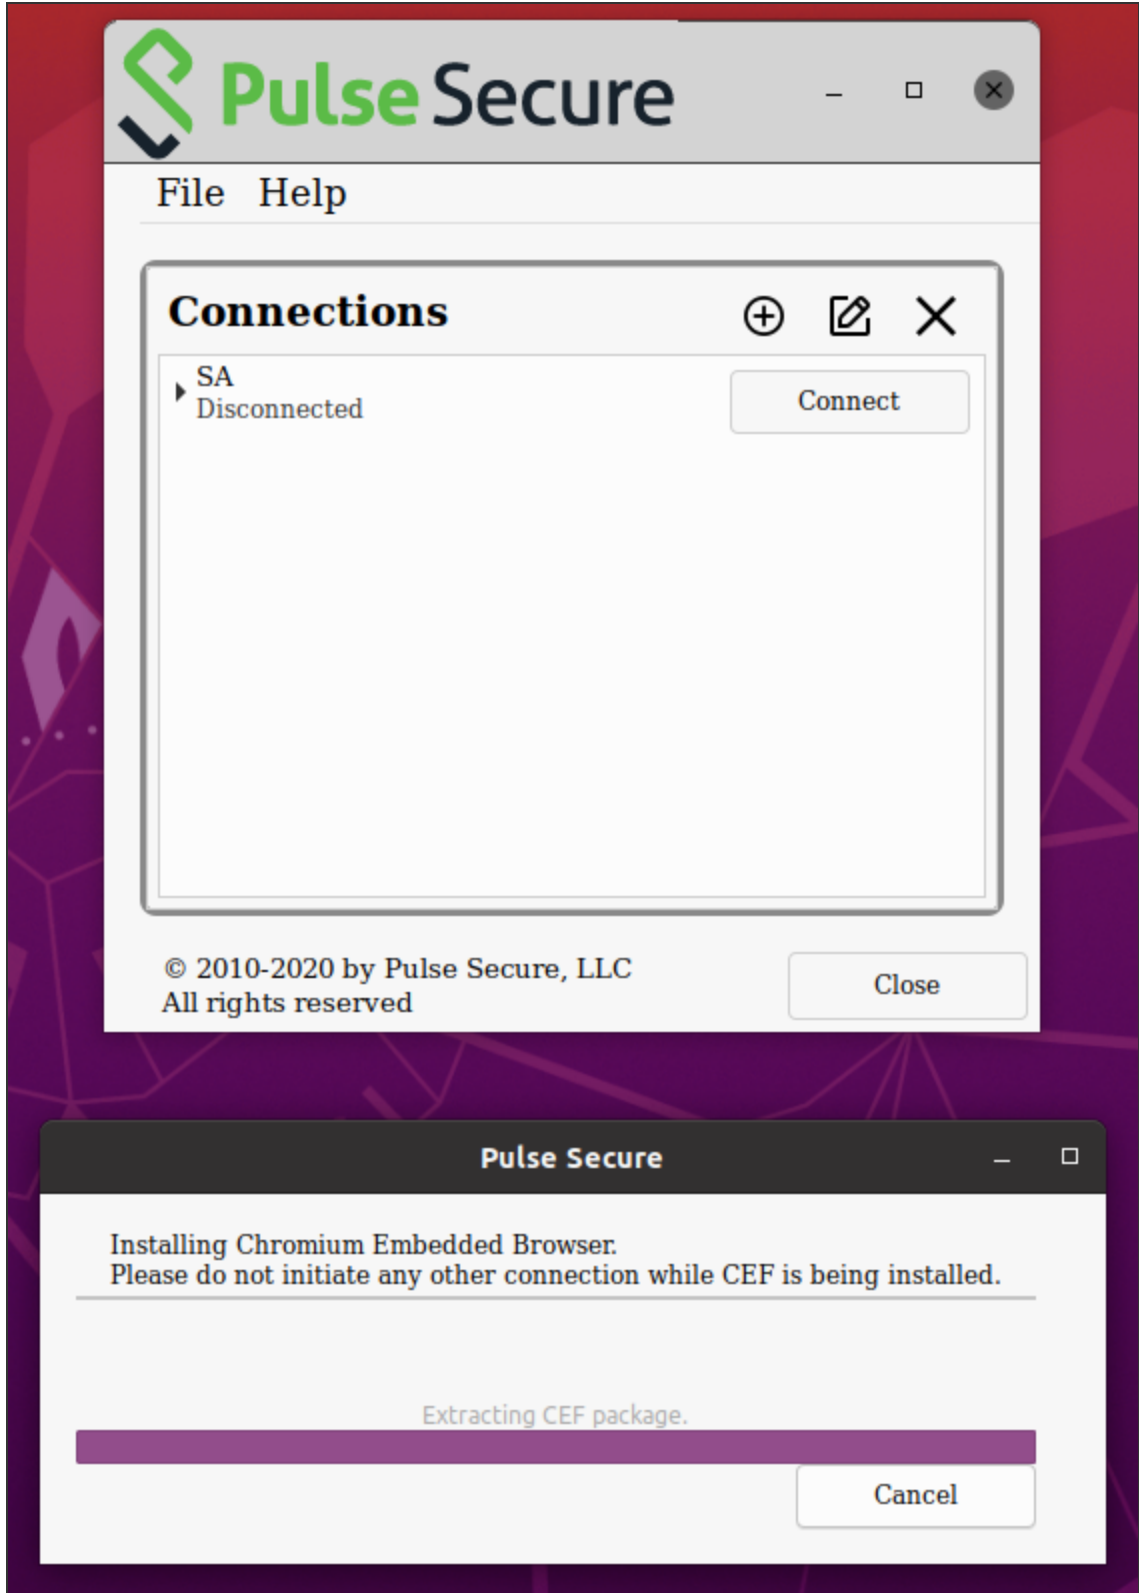 Pulse Secure
File Help
Connections
SA
Disconnected
Connect
© 2010-2020 by Pulse Secure, LLC
All rights reserved
Close
Pulse Secure
Installing Chromium Embedded Browser.
Please do not initiate any other connection while CEF is being installed.
Extracting CEF package.
Cancel